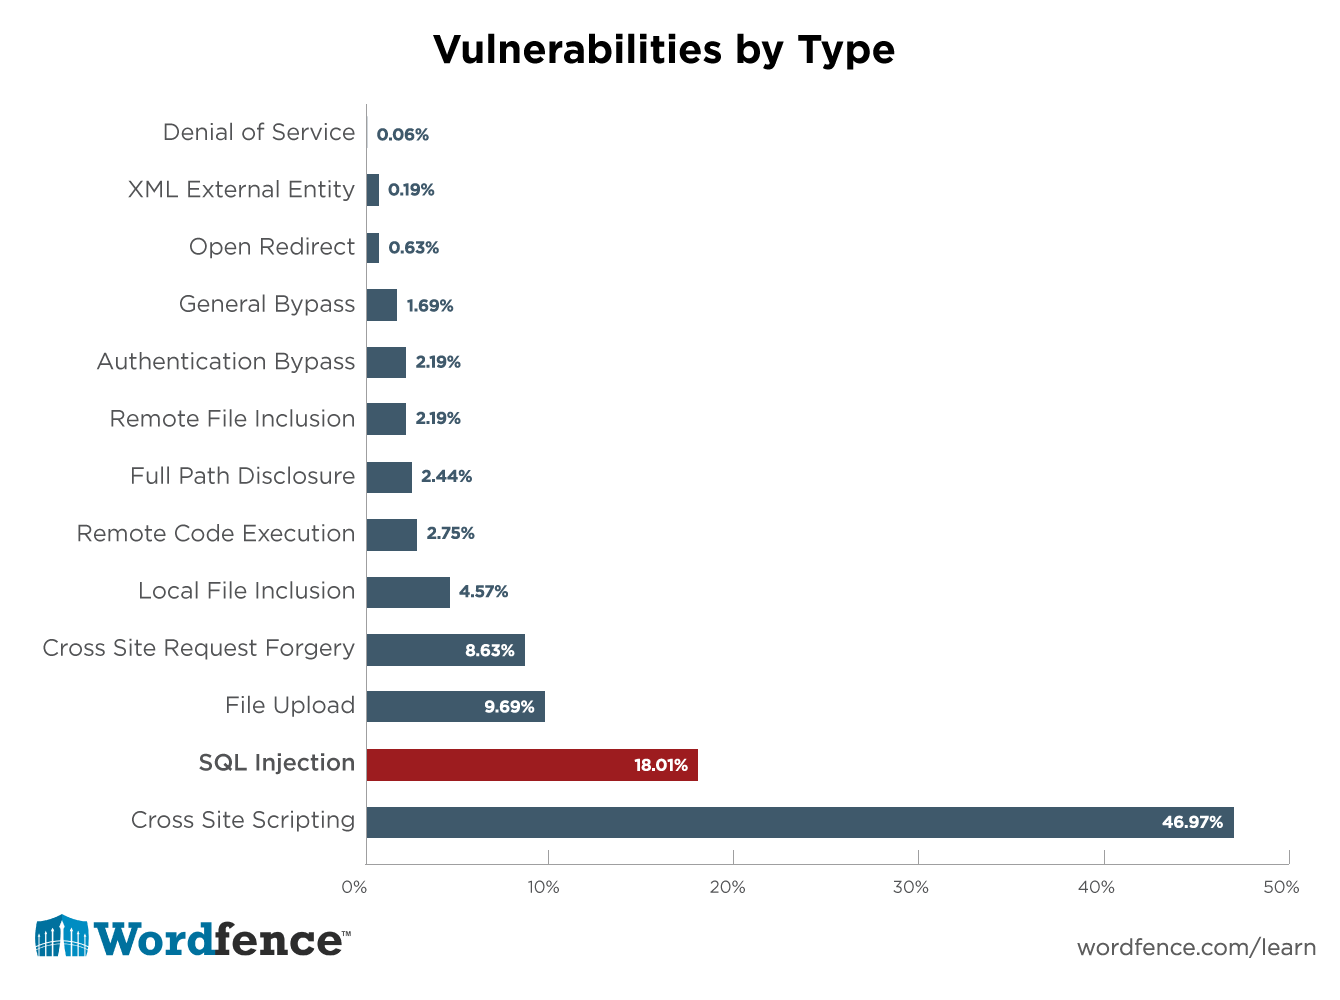 Vulnerabilities by Type
Denial of Service 0.06%
XML External Entity 0.19%
Open Redirect 0.63%
General Bypass 1.69%
Authentication Bypass 2.19%
Remote File Inclusion 2.19%
Full Path Disclosure 2.44%
Remote Code Execution 2.75%
Local File Inclusion 4.57%
Cross Site Request Forgery 8.63%
File Upload 9.69%
SQL Injection 18.01%
Cross Site Scripting 46.97%
0% 10% 20% 30% 40% 50%
Wordfence™
wordfence.com/learn